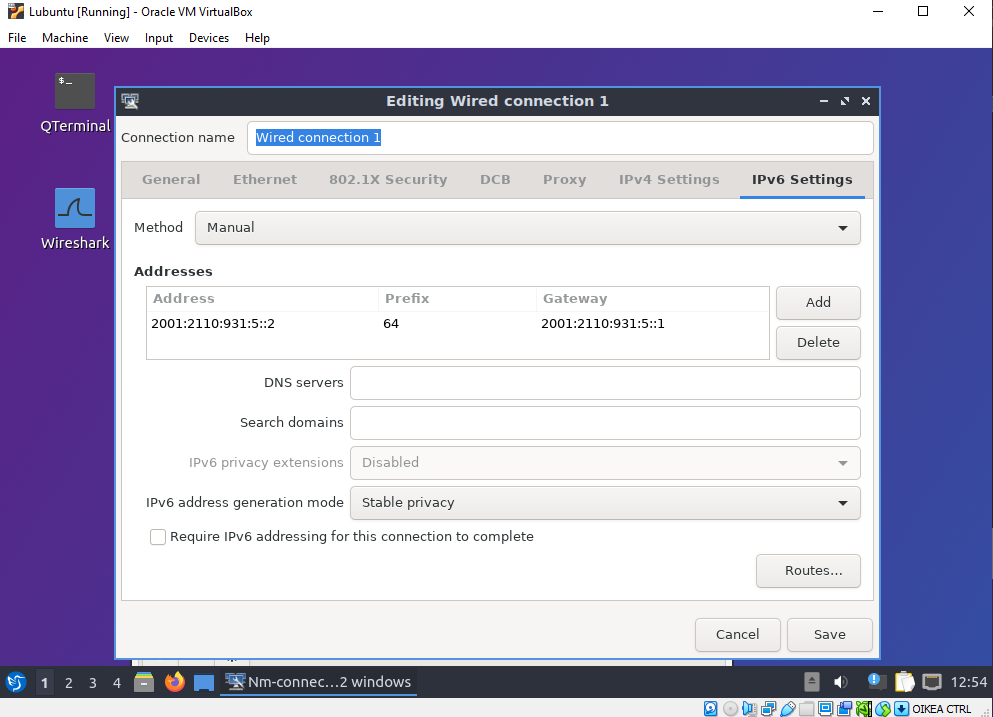 Lubuntu [Running] - Oracle VM VirtualBox
File Machine View Input Devices Help
$_
QTerminal
Wireshark
Editing Wired connection 1
Connection name Wired connection 1
General Ethernet 802.1X Security DCB Proxy IPv4 Settings IPv6 Settings
Method Manual
Addresses
Address Prefix Gateway
2001:2110:931:5::2 64 2001:2110:931:5::1
Add
Delete
DNS servers
Search domains
IPv6 privacy extensions Disabled
IPv6 address generation mode Stable privacy
Require IPv6 addressing for this connection to complete
Routes...
Cancel Save
1 2 3 4 Nm-connec...2 windows 12:54
OIKEA CTRL